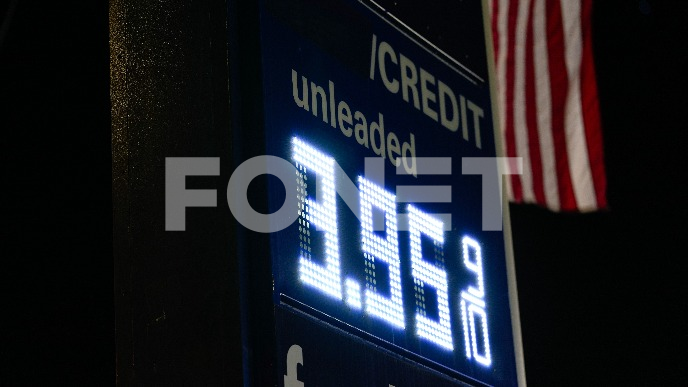 /CREDIT
unleaded
FONET
3.95 9/10
f